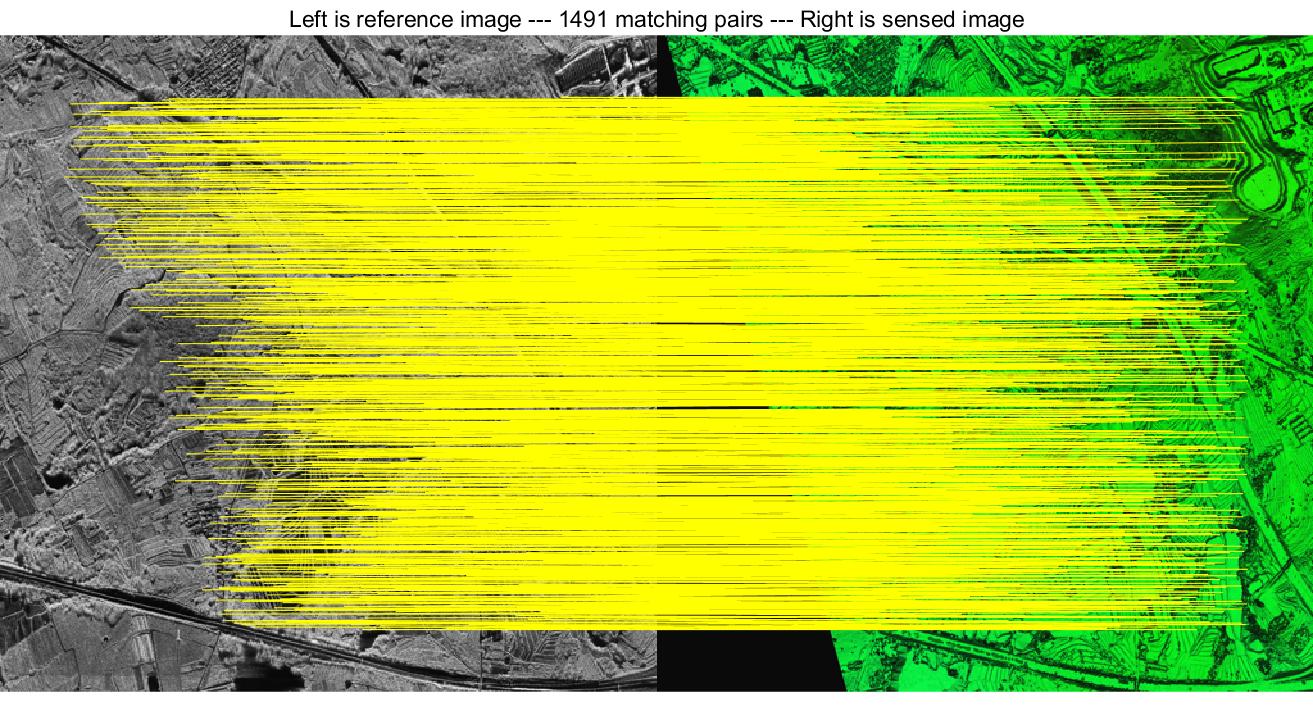 Left is reference image --- 1491 matching pairs --- Right is sensed image